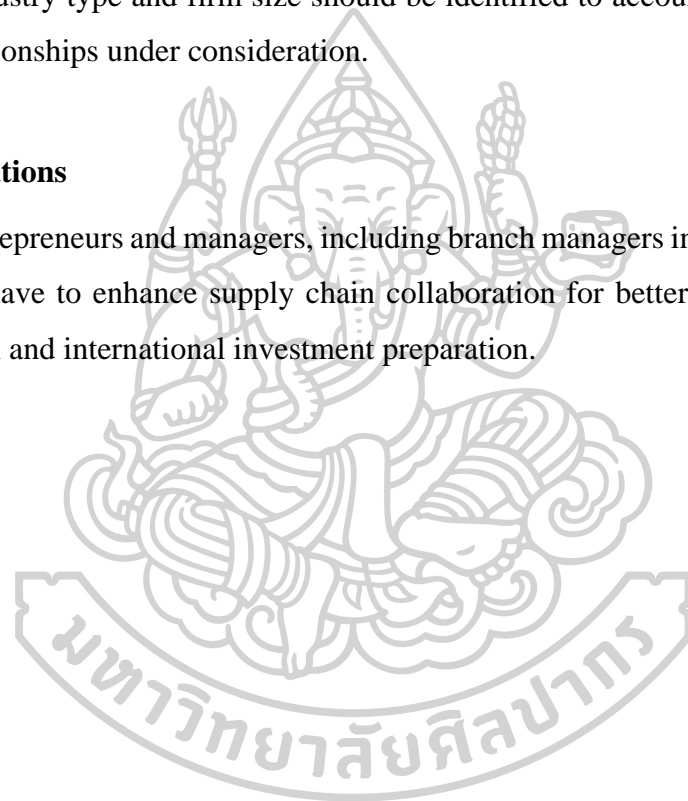 ustry type and firm size should be identified to accou
ionships under consideration.
ations
epreneurs and managers, including branch managers in
ave to enhance supply chain collaboration for better
and international investment preparation.
มหาวิทยาลัยศิลปากร